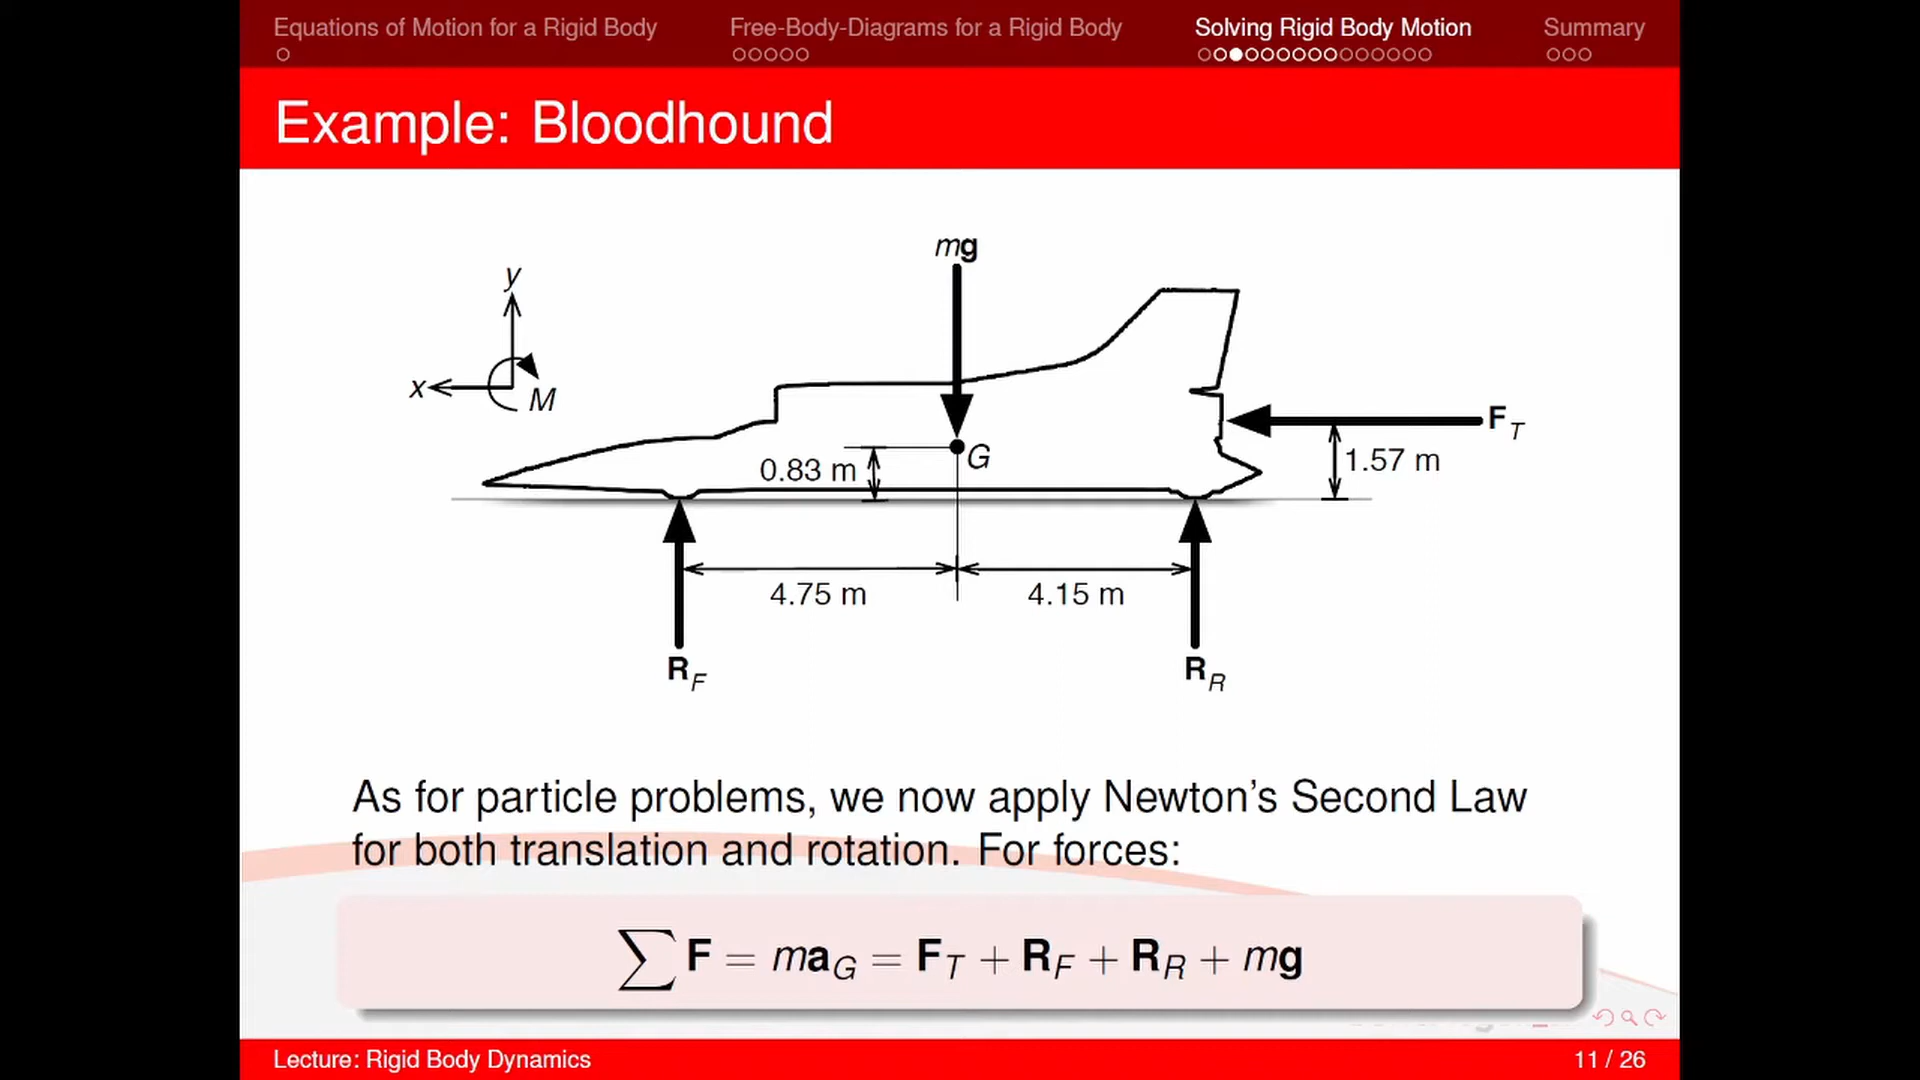 Equations of Motion for a Rigid Body
Free-Body-Diagrams for a Rigid Body
Solving Rigid Body Motion
Summary
Example: Bloodhound
mg
y
x
M
F_T
G
0.83 m
1.57 m
4.75 m
4.15 m
R_F
R_R
As for particle problems, we now apply Newton's Second Law
for both translation and rotation. For forces:
∑ F = ma_G = F_T + R_F + R_R + mg
Lecture: Rigid Body Dynamics
11 / 26